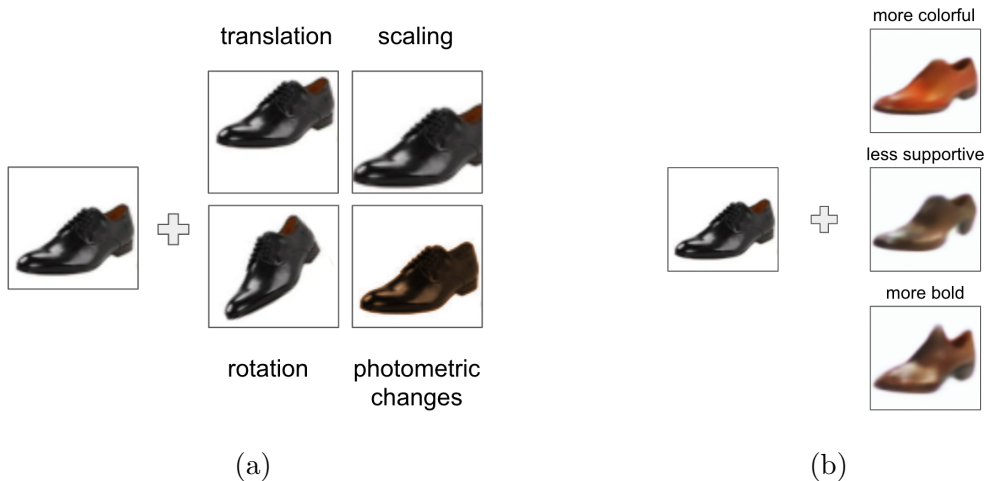 translation
scaling
rotation
photometric
changes
(a)
more colorful
less supportive
more bold
(b)